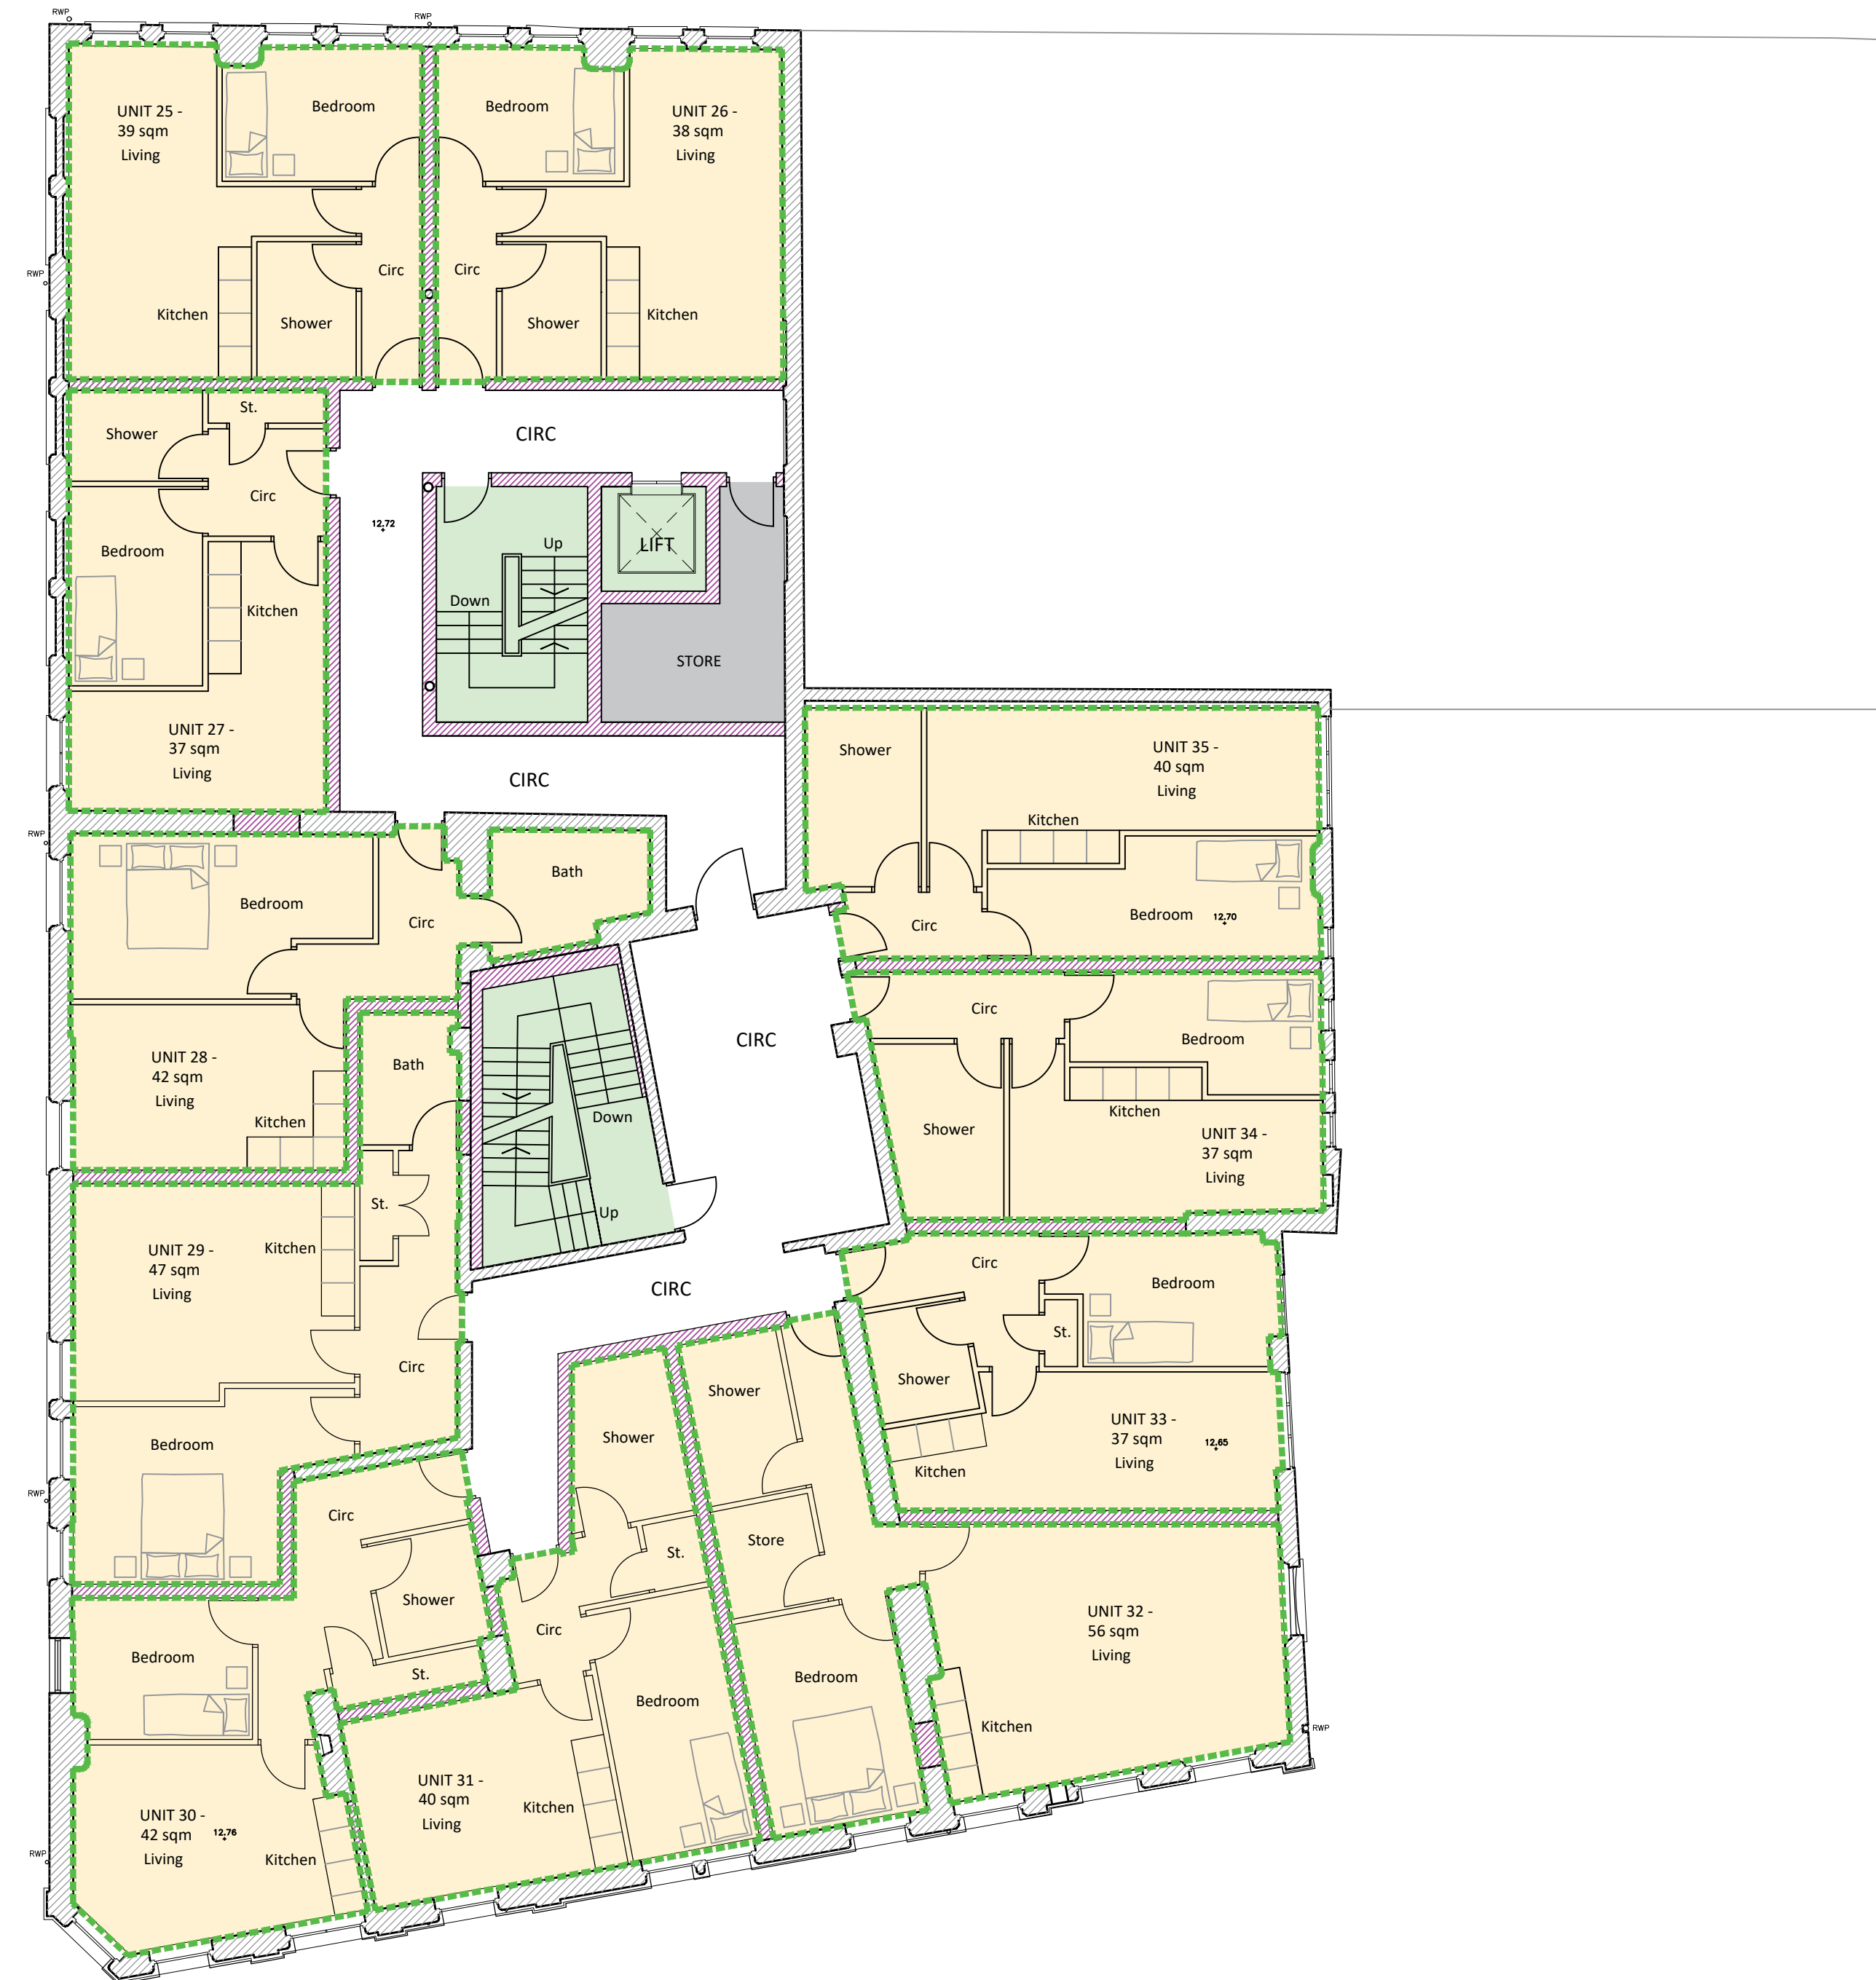 RWP
RWP
UNIT 25 -
39 sqm
Living
Bedroom
Bedroom
UNIT 26 -
38 sqm
Living
RWP
Circ
Circ
Kitchen
Shower
Shower
Kitchen
St.
Shower
CIRC
Circ
12.72
Bedroom
Up
LIFT
Down
Kitchen
STORE
UNIT 27 -
37 sqm
Living
CIRC
Shower
UNIT 35 -
40 sqm
Living
Kitchen
RWP
Bath
Bedroom
Circ
Circ
Bedroom
12.70
Circ
Bedroom
CIRC
UNIT 28 -
42 sqm
Living
Bath
Kitchen
Down
Kitchen
Shower
UNIT 34 -
37 sqm
Living
St.
Up
UNIT 29 -
47 sqm
Living
Kitchen
CIRC
Circ
Bedroom
St.
Circ
Shower
Shower
UNIT 33 -
37 sqm
Living
12.65
Kitchen
Bedroom
Shower
RWP
Circ
Store
St.
Shower
Circ
UNIT 32 -
56 sqm
Living
Bedroom
St.
Bedroom
Bedroom
Kitchen
RWP
UNIT 31 -
40 sqm
Living
Kitchen
UNIT 30 -
42 sqm
Living
12.76
Kitchen
RWP